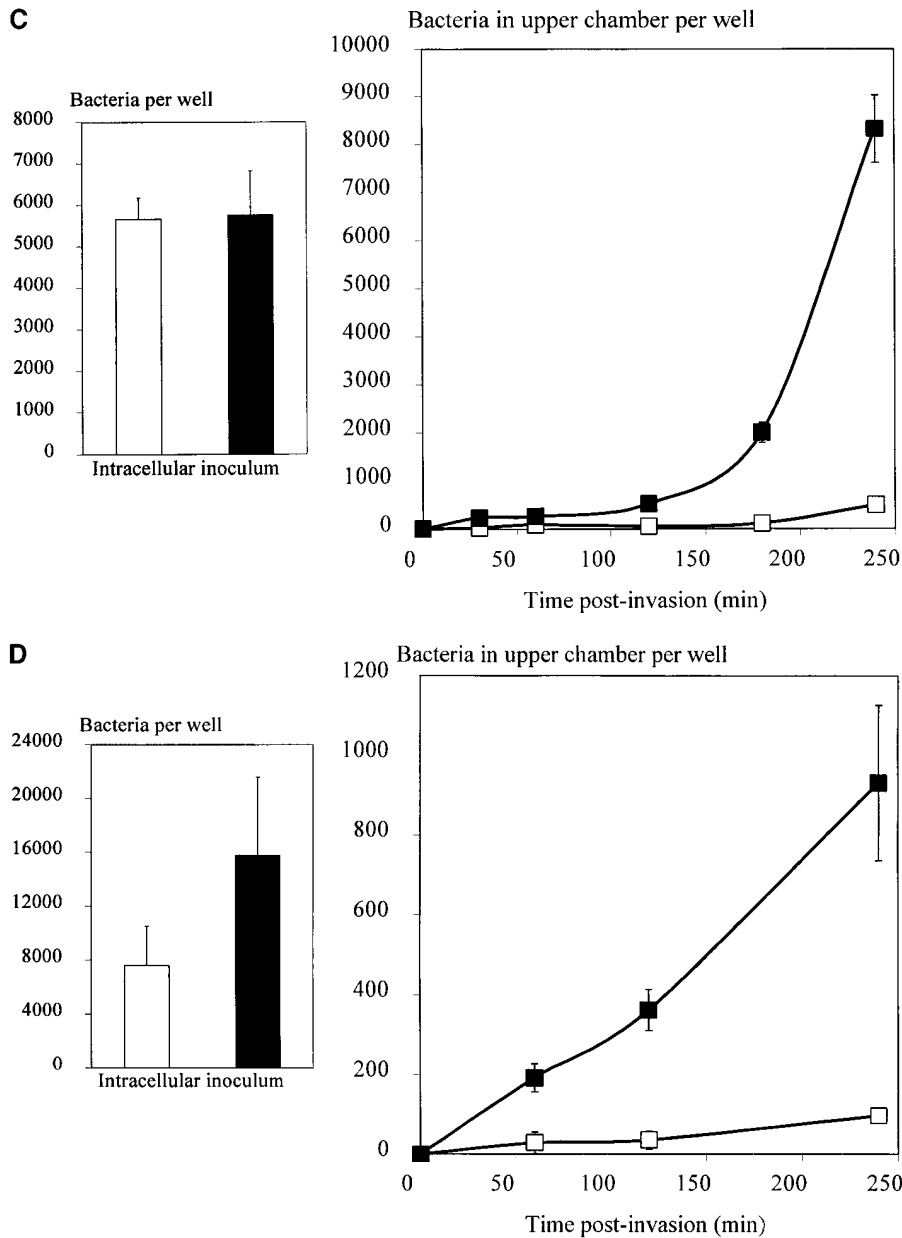 C
Bacteria per well
8000
7000
6000
5000
4000
3000
2000
1000
0
Intracellular inoculum
Bacteria in upper chamber per well
10000
9000
8000
7000
6000
5000
4000
3000
2000
1000
0
0 50 100 150 200 250
Time post-invasion (min)
D
Bacteria per well
24000
20000
16000
12000
8000
4000
0
Intracellular inoculum
Bacteria in upper chamber per well
1200
1000
800
600
400
200
0
0 50 100 150 200 250
Time post-invasion (min)